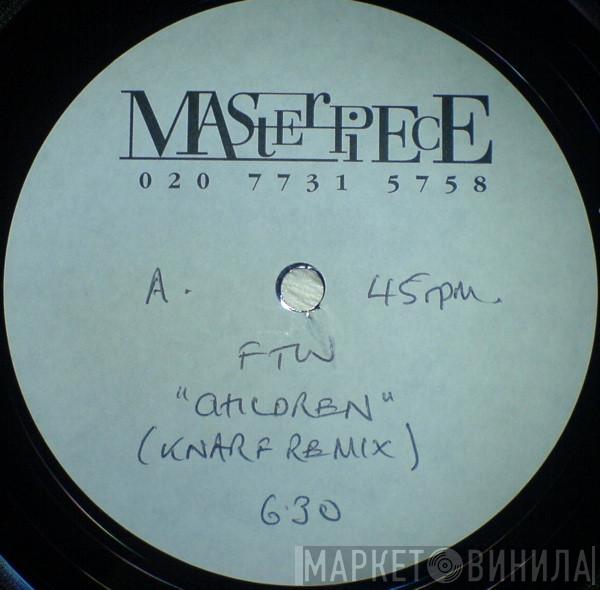 MASTERPIECE
020 7731 5758
A. 45rpm.
FTW
"CHILDREN"
(KNARF REMIX)
6.30
МАРКЕТ ВИНИЛА